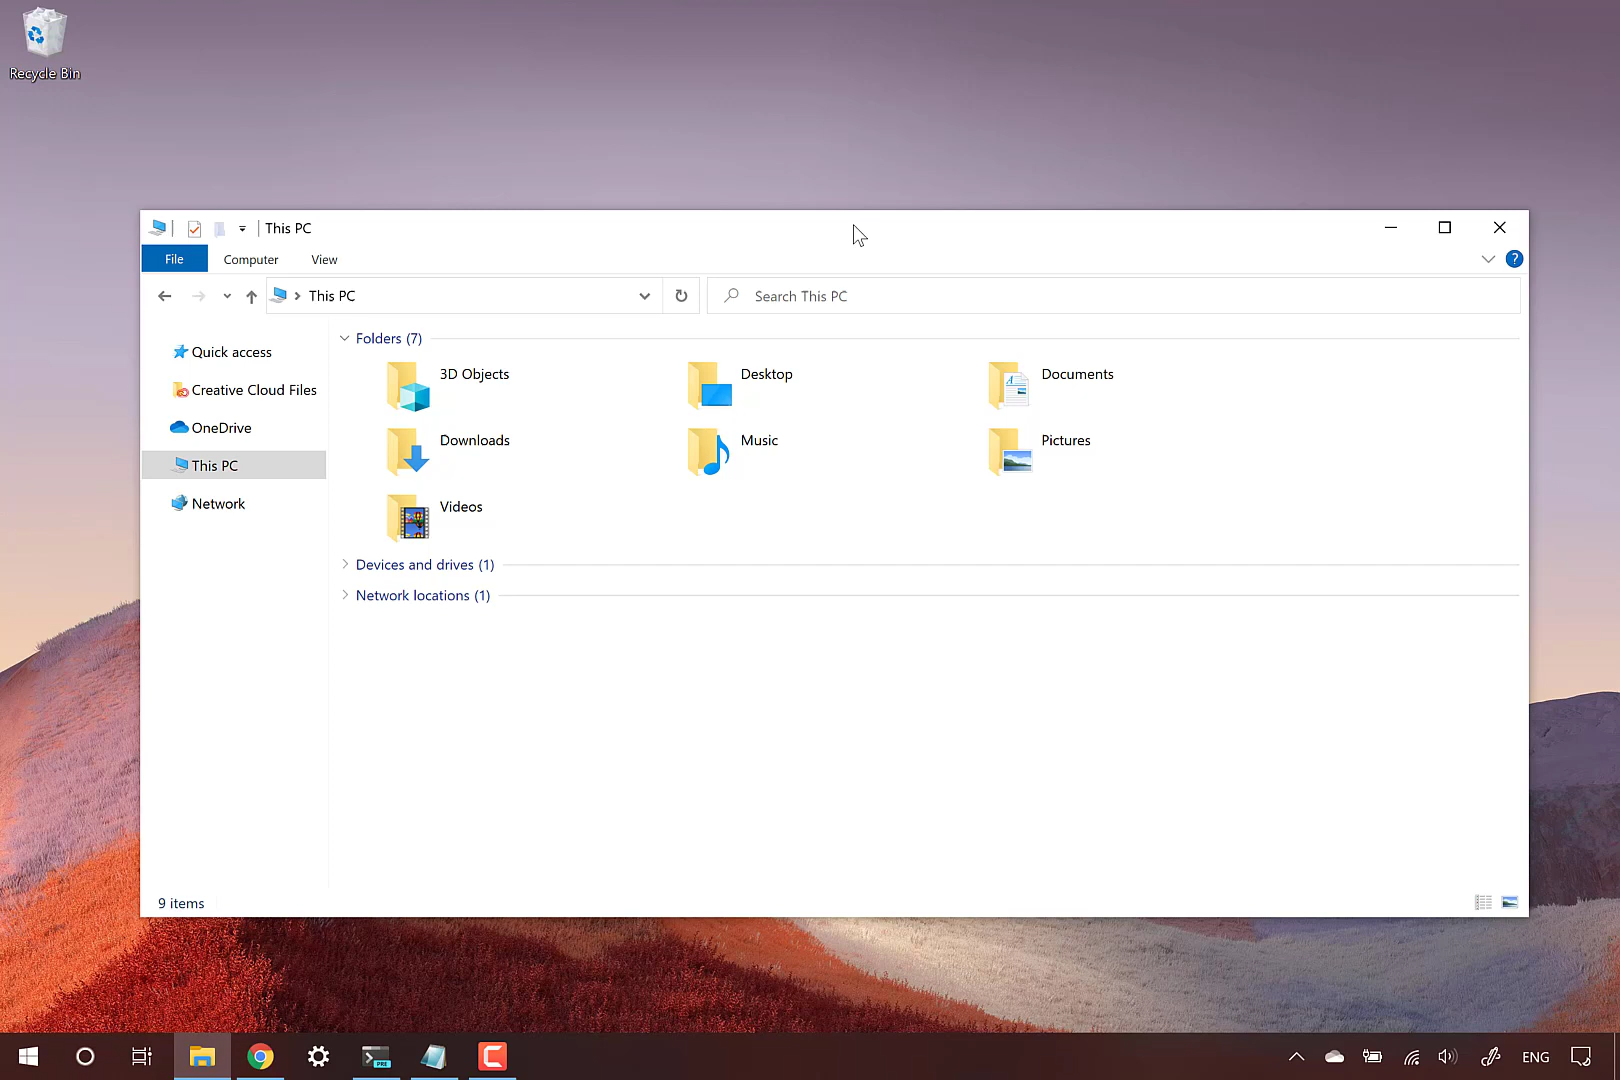 Recycle Bin
This PC
File Computer View
?
This PC
Search This PC
Quick access
Creative Cloud Files
OneDrive
This PC
Network
Folders (7)
3D Objects
Desktop
Documents
Downloads
Music
Pictures
Videos
Devices and drives (1)
Network locations (1)
9 items
PRE
ENG